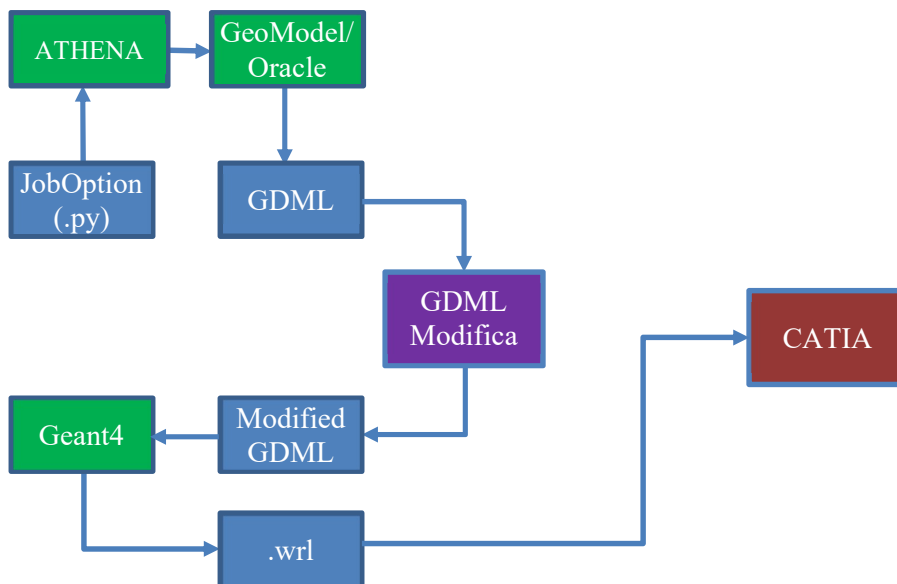 ATHENA
GeoModel/
Oracle
JobOption
(.py)
GDML
GDML
Modifica
CATIA
Geant4
Modified
GDML
.wrl